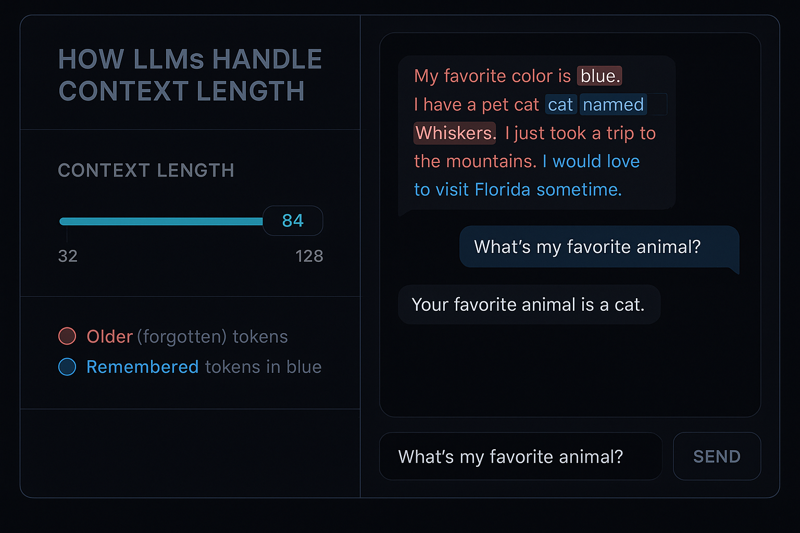 HOW LLMs HANDLE
CONTEXT LENGTH
CONTEXT LENGTH
84
32
128
Older (forgotten) tokens
Remembered tokens in blue
My favorite color is blue.
I have a pet cat cat named
Whiskers. I just took a trip to
the mountains. I would love
to visit Florida sometime.
What's my favorite animal?
Your favorite animal is a cat.
What's my favorite animal?
SEND